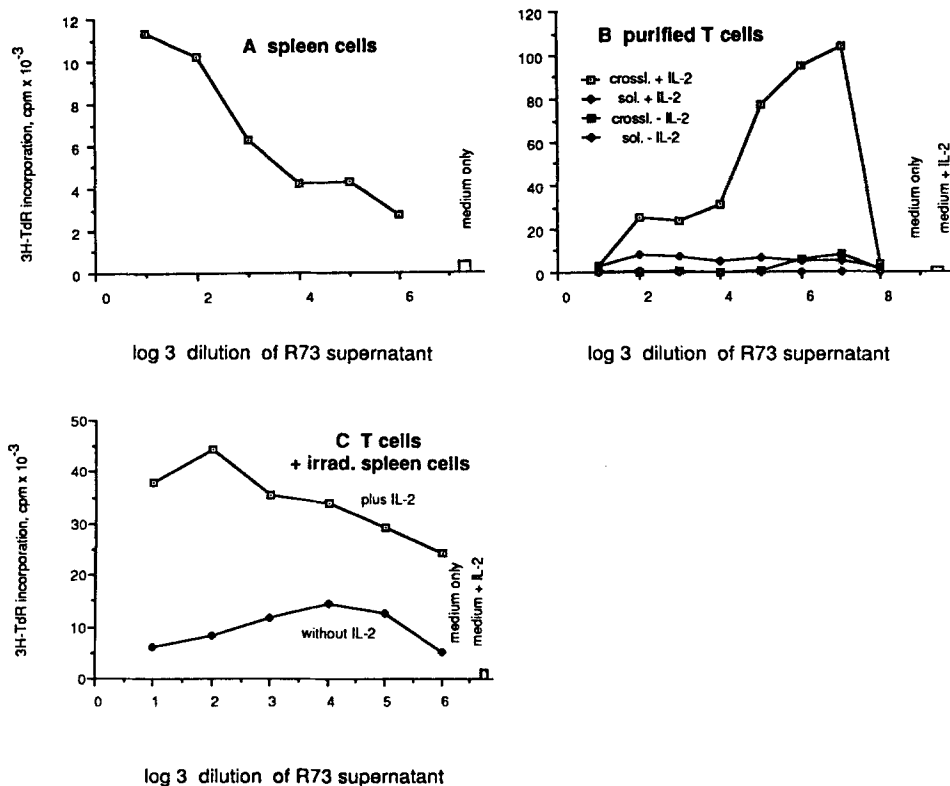 A spleen cells
3H-TdR incorporation, cpm x 10-3
12
10
8
6
4
2
0
0
2
4
6
medium only
log 3 dilution of R73 supernatant
B purified T cells
crossl. + IL-2
sol. + IL-2
crossl. - IL-2
sol. - IL-2
120
100
80
60
40
20
0
0
2
4
6
8
medium only
medium + IL-2
log 3 dilution of R73 supernatant
C T cells
+ irrad. spleen cells
3H-TdR incorporation, cpm x 10-3
50
40
30
20
10
0
plus IL-2
without IL-2
0
1
2
3
4
5
6
medium only
medium + IL-2
log 3 dilution of R73 supernatant